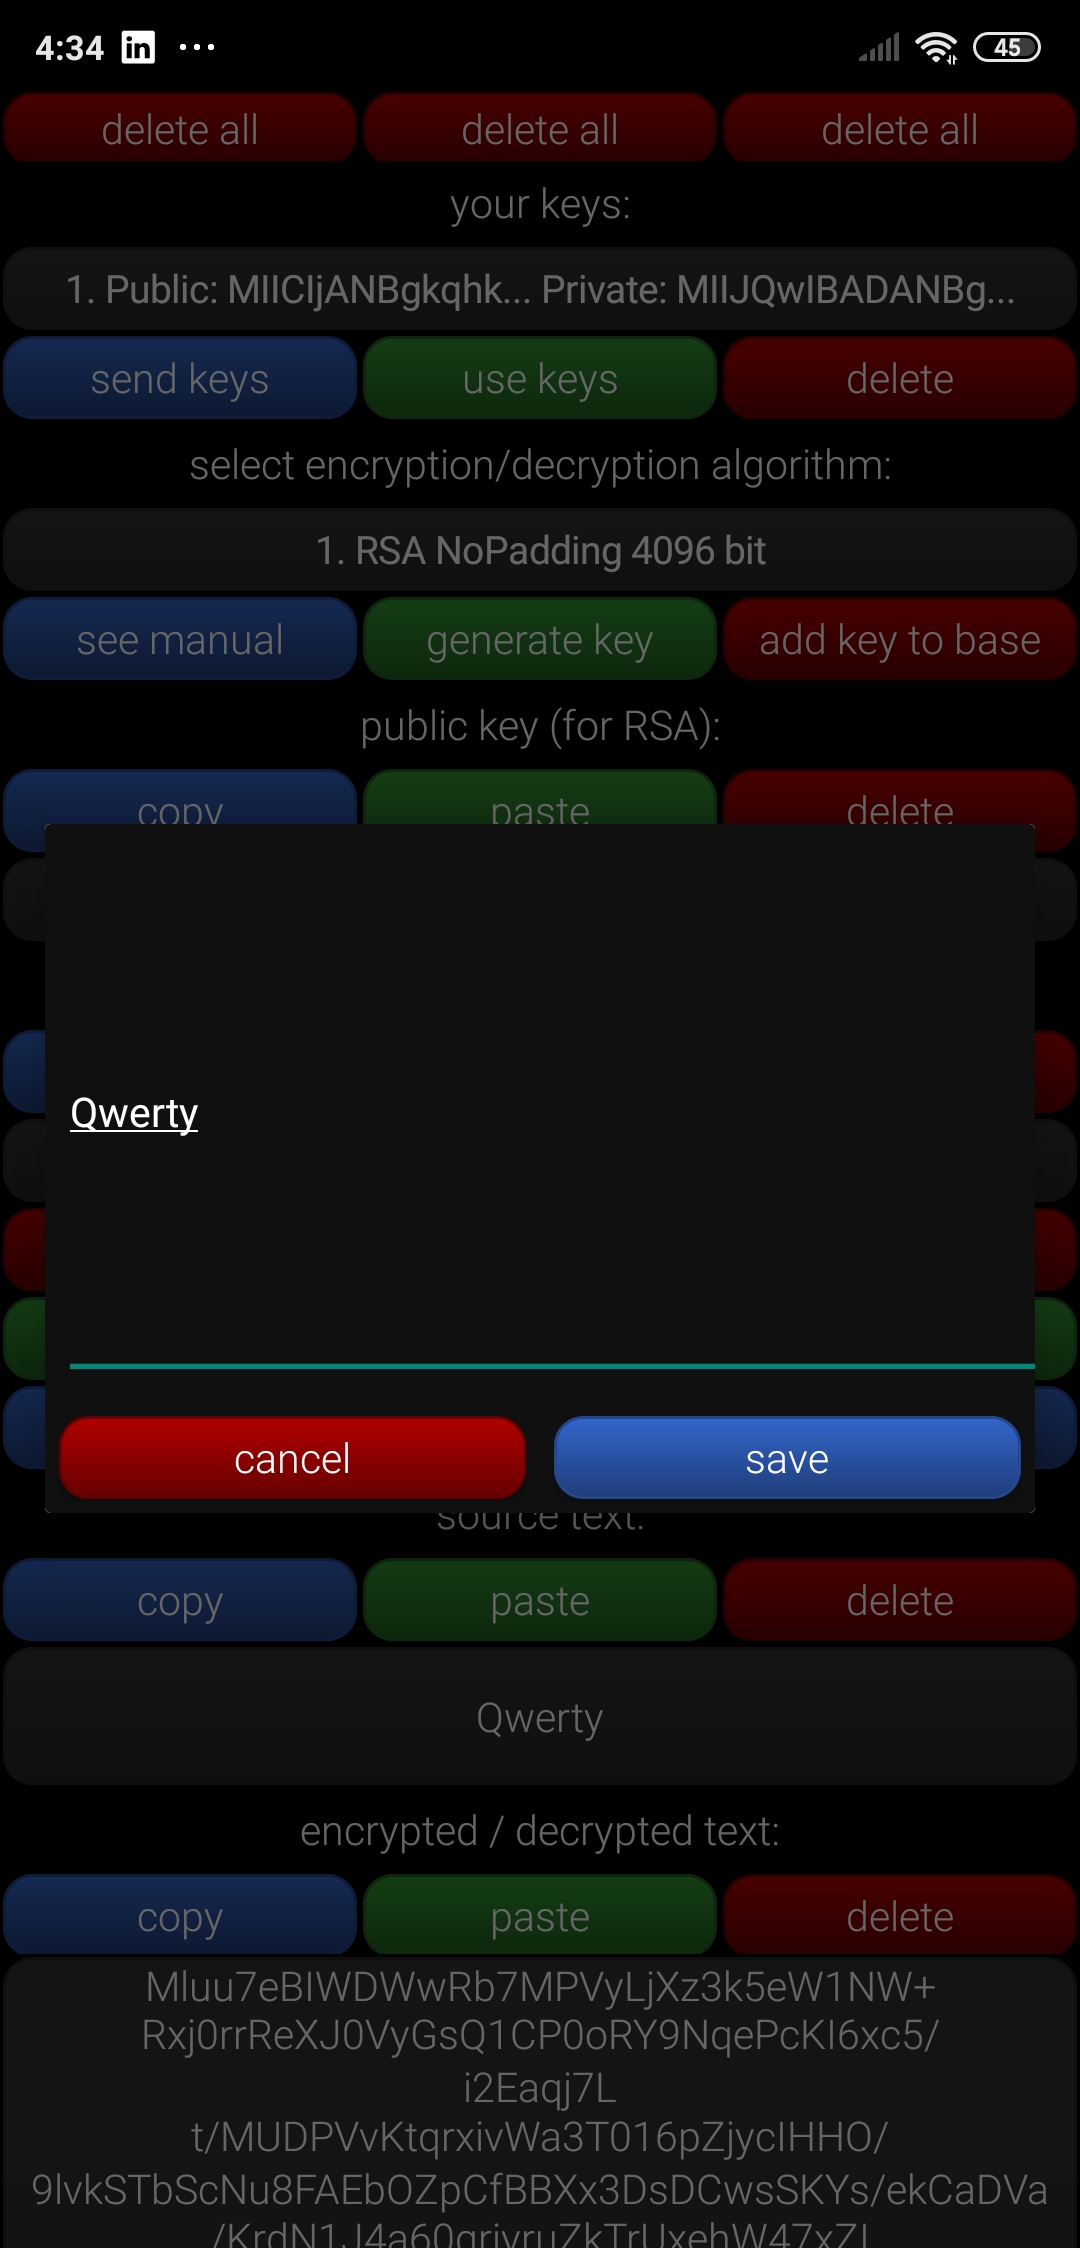 4:34 in ... 45
delete all delete all delete all
your keys:
1. Public: MIICIjANBgkqhk... Private: MIIJQwIBADANBg...
send keys use keys delete
select encryption/decryption algorithm:
1. RSA NoPadding 4096 bit
see manual generate key add key to base
public key (for RSA):
copy paste delete
Qwerty
cancel save
source text:
copy paste delete
Qwerty
encrypted / decrypted text:
copy paste delete
Mluu7eBIWDWwRb7MPVyLjXz3k5eW1NW+
Rxj0rrReXJ0VyGsQ1CP0oRY9NqePcKI6xc5/
i2Eaqj7L
t/MUDPVvKtqrxivWa3T016pZjycIHHO/
9lvkSTbScNu8FAEbOZpCfBBXx3DsDCwsSKYs/ekCaDVa